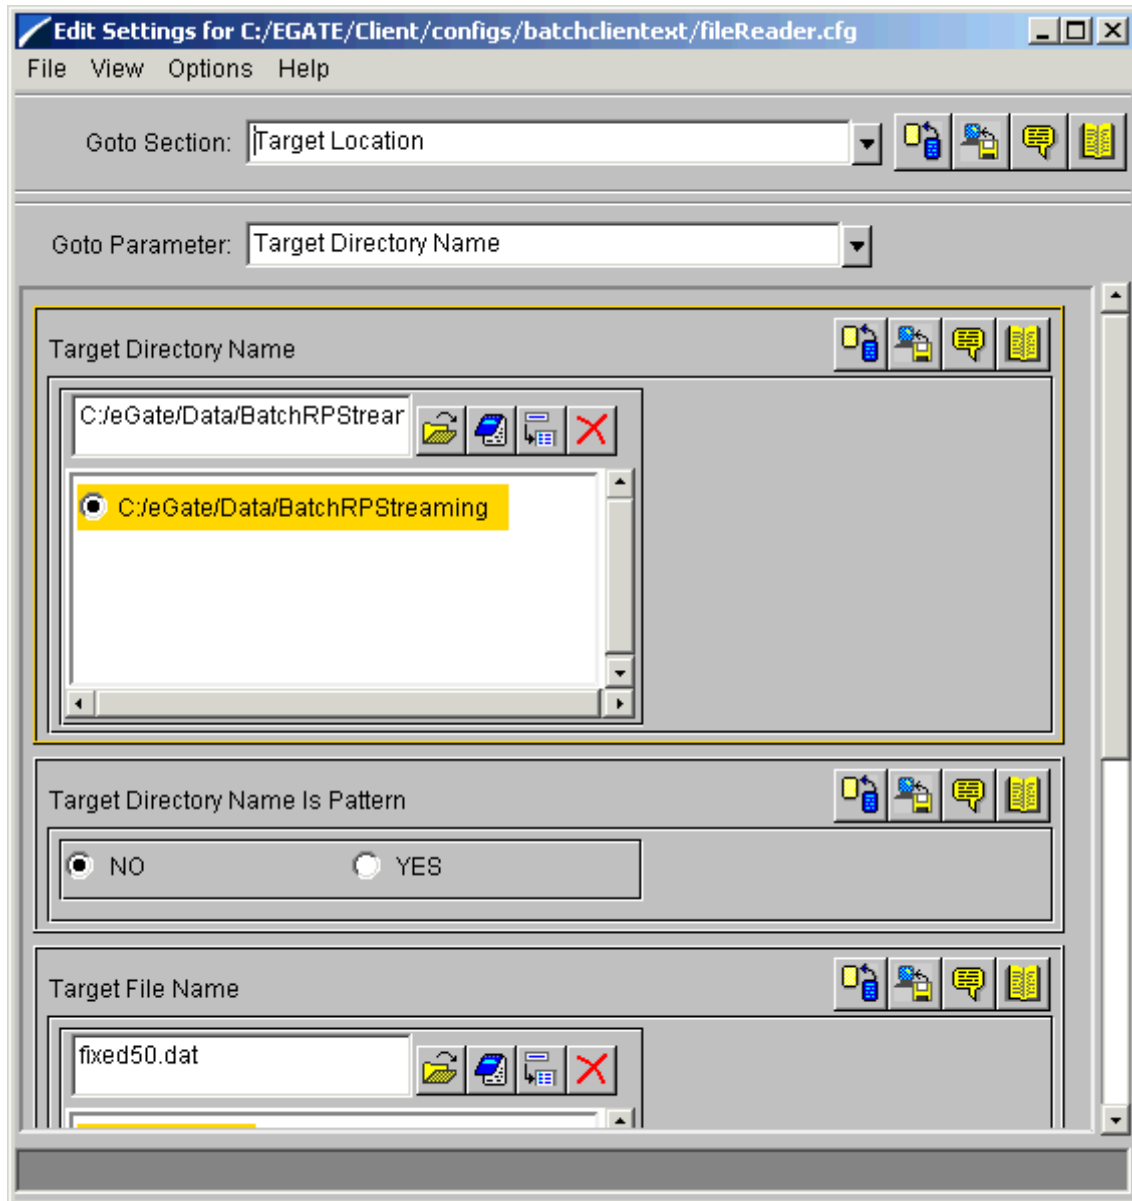 Edit Settings for C:/EGATE/Client/configs/batchclientext/fileReader.cfg
File View Options Help
Goto Section: Target Location
Goto Parameter: Target Directory Name
Target Directory Name
C:/eGate/Data/BatchRPStrear
C:/eGate/Data/BatchRPStreaming
Target Directory Name Is Pattern
NO YES
Target File Name
fixed50.dat